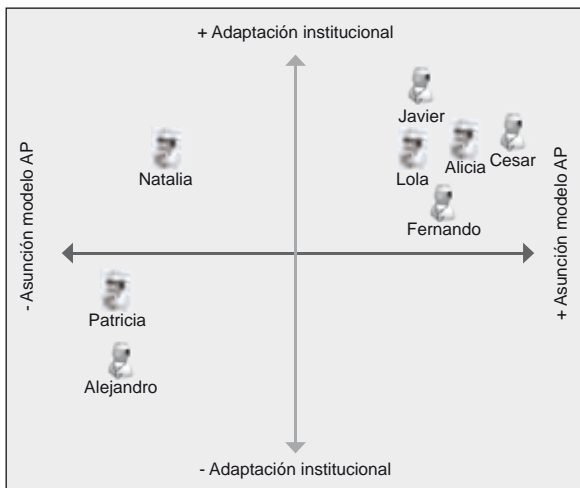 + Adaptación institucional
Javier
Natalia
Lola
Alicia
Cesar
Fernando
- Asunción modelo AP
+ Asunción modelo AP
Patricia
Alejandro
- Adaptación institucional